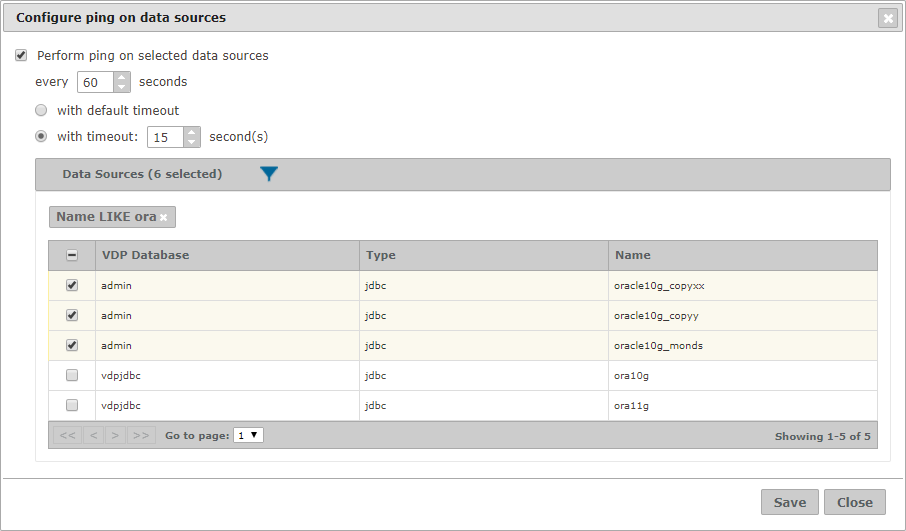 Configure ping on data sources
Perform ping on selected data sources
every 60 seconds
with default timeout
with timeout: 15 second(s)
Data Sources (6 selected)
Name LIKE ora
VDP Database Type Name
admin jdbc oracle10g_copyxx
admin jdbc oracle10g_copyy
admin jdbc oracle10g_monds
vdpjdbc jdbc ora10g
vdpjdbc jdbc ora11g
<< < > >> Go to page: 1 Showing 1-5 of 5
Save Close